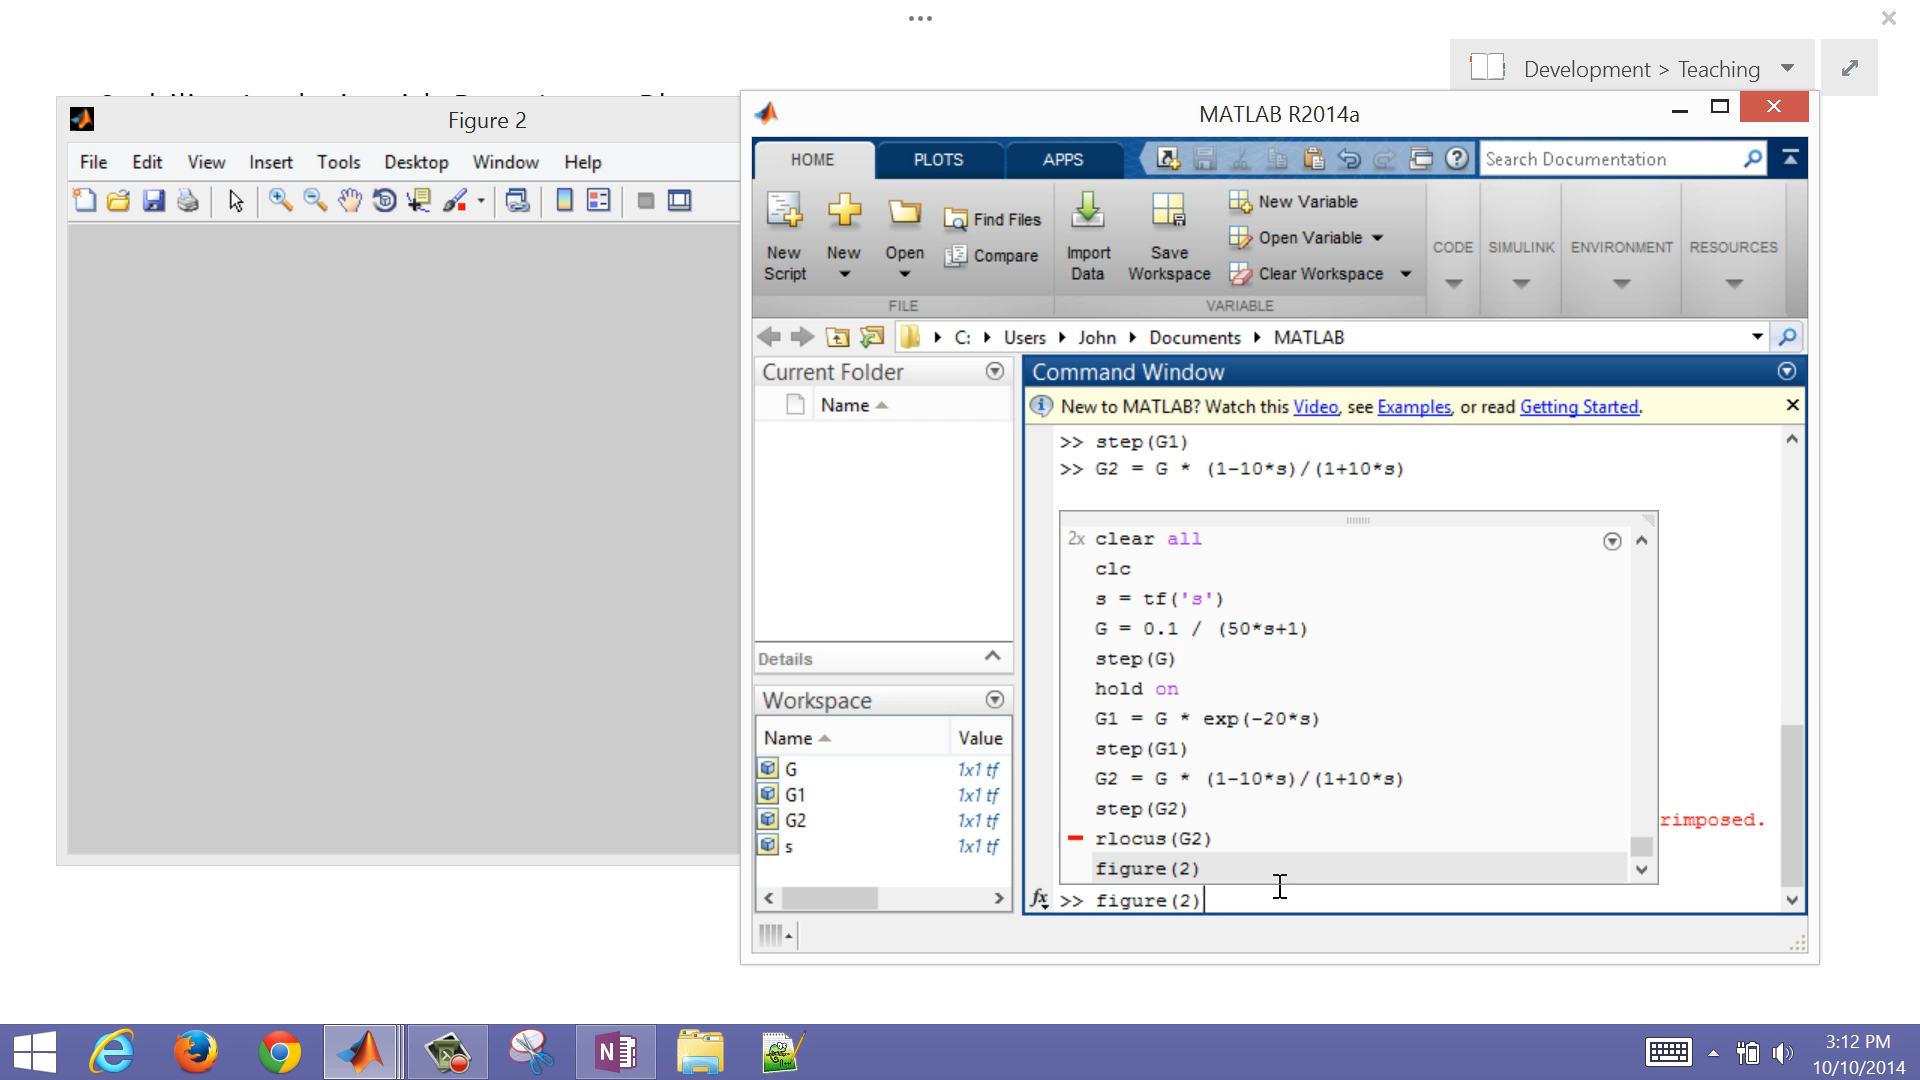 Development > Teaching
Figure 2
File Edit View Insert Tools Desktop Window Help
MATLAB R2014a
HOME PLOTS APPS
Search Documentation
New Script
New
Open
Find Files
Compare
FILE
Import Data
Save Workspace
New Variable
Open Variable
Clear Workspace
VARIABLE
CODE
SIMULINK
ENVIRONMENT
RESOURCES
C: Users John Documents MATLAB
Current Folder
Name
Details
Workspace
Name Value
G 1x1 tf
G1 1x1 tf
G2 1x1 tf
s 1x1 tf
Command Window
New to MATLAB? Watch this Video, see Examples, or read Getting Started.
>> step(G1)
>> G2 = G * (1-10*s)/(1+10*s)
2x clear all
clc
s = tf('s')
G = 0.1 / (50*s+1)
step(G)
hold on
G1 = G * exp(-20*s)
step(G1)
G2 = G * (1-10*s)/(1+10*s)
step(G2)
rlocus(G2)
figure(2)
rimposed.
fx >> figure(2)
3:12 PM
10/10/2014